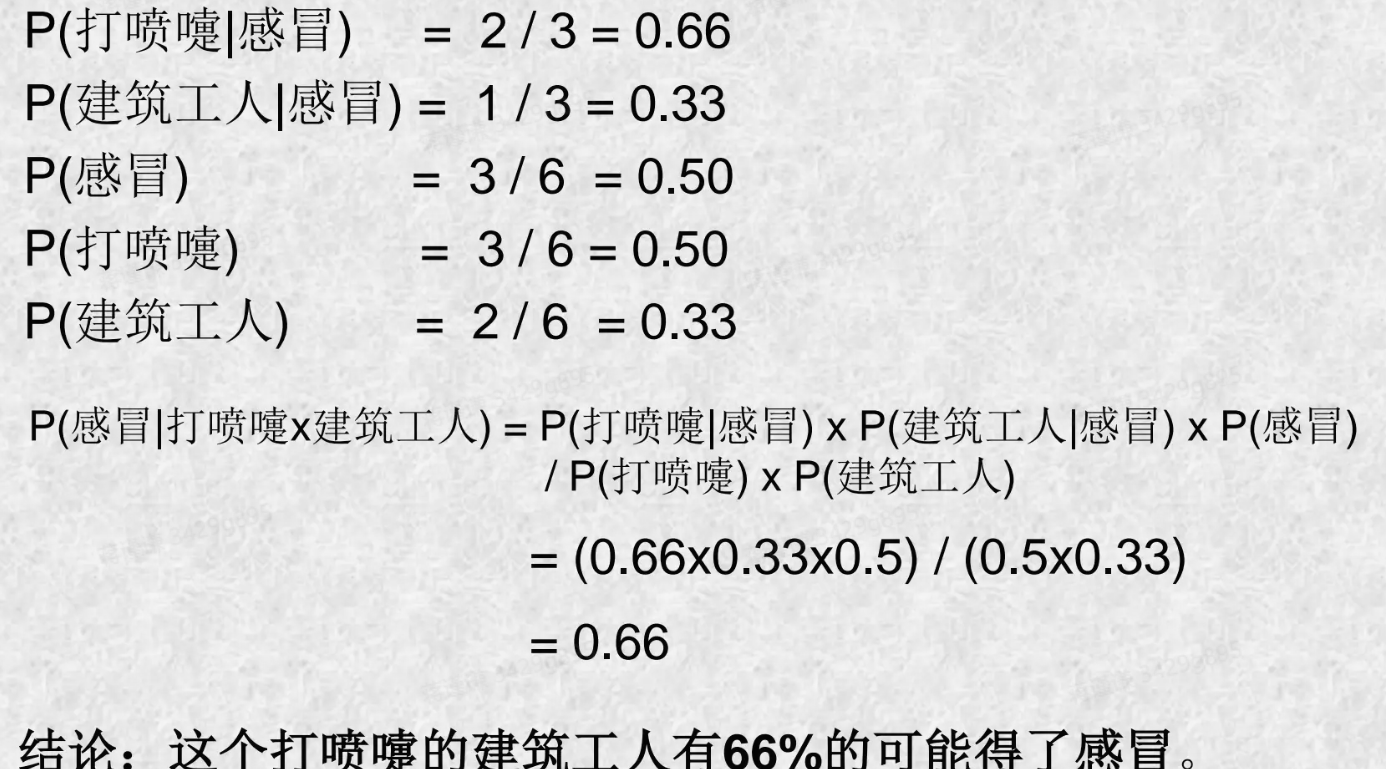 P(打喷嚏|感冒) = 2 / 3 = 0.66
P(建筑工人|感冒) = 1 / 3 = 0.33
P(感冒) = 3 / 6 = 0.50
P(打喷嚏) = 3 / 6 = 0.50
P(建筑工人) = 2 / 6 = 0.33
P(感冒|打喷嚏x建筑工人) = P(打喷嚏|感冒) x P(建筑工人|感冒) x P(感冒)
/ P(打喷嚏) x P(建筑工人)
= (0.66x0.33x0.5) / (0.5x0.33)
= 0.66
结论：这个打喷嚏的建筑工人有66%的可能得了感冒。